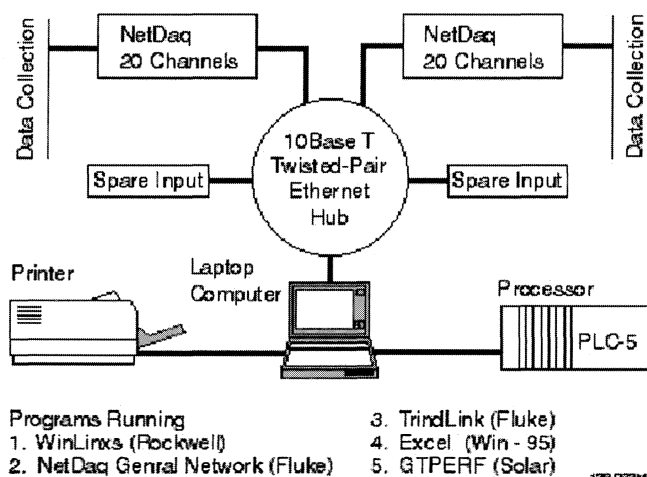 Data Collection
NetDaq
20 Channels
NetDaq
20 Channels
Data Collection
10Base T
Twisted-Pair
Ethernet
Hub
Spare Input
Spare Input
Printer
Laptop
Computer
Processor
PLC-5
Programs Running
1. WinLinxs (Rockwell)
2. NetDaq Genral Network (Fluke)
3. TrindLink (Fluke)
4. Excel (Win - 95)
5. GTPERF (Solar)